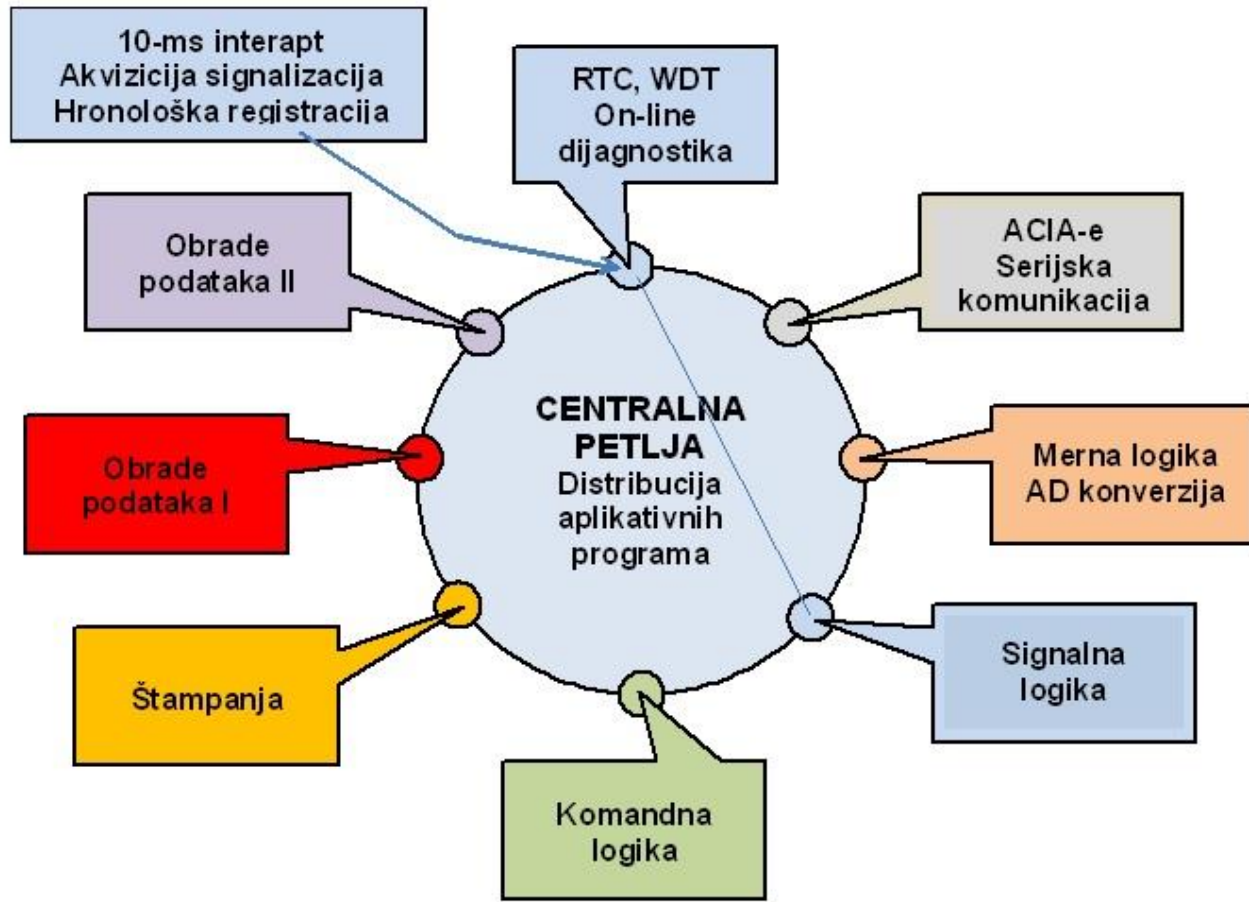 10-ms interapt
Akvizicija signalizacija
Hronološka registracija
RTC, WDT
On-line
dijagnostika
Obrade
podataka II
ACIA-e
Serijska
komunikacija
CENTRALNA
PETLJA
Distribucija
aplikativnih
programa
Obrade
podataka I
Merna logika
AD konverzija
Štampanja
Signalna
logika
Komandna
logika